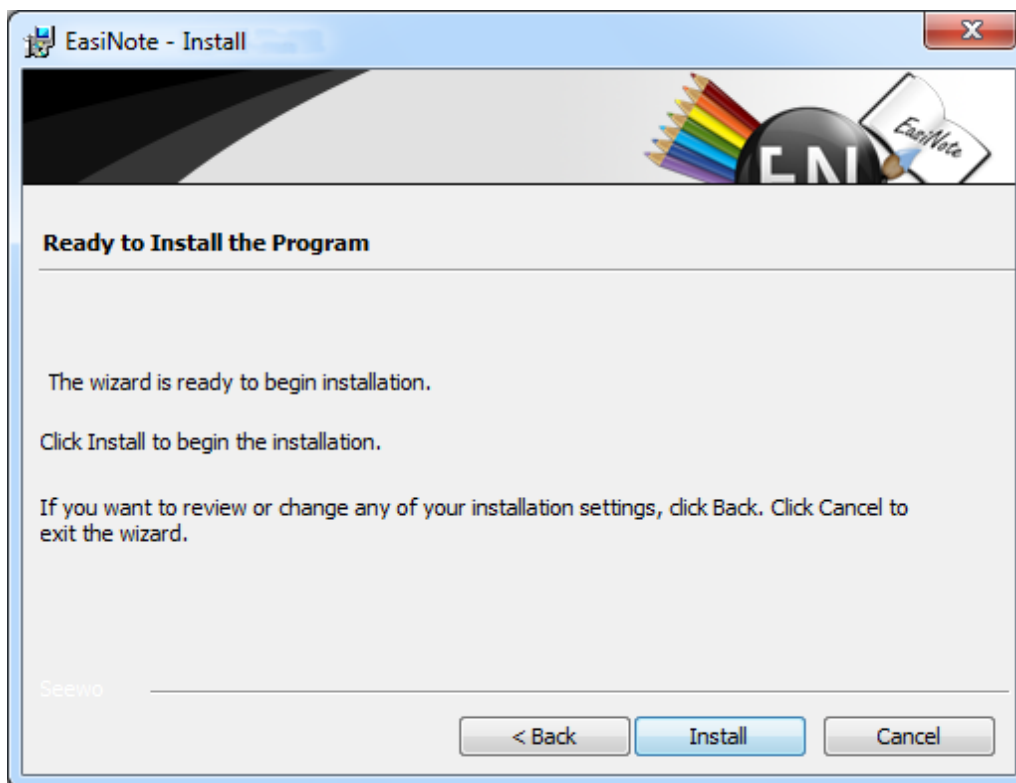 EasiNote - Install
EasiNote
EN
Ready to Install the Program
The wizard is ready to begin installation.
Click Install to begin the installation.
If you want to review or change any of your installation settings, click Back. Click Cancel to
exit the wizard.
Seewo
< Back
Install
Cancel